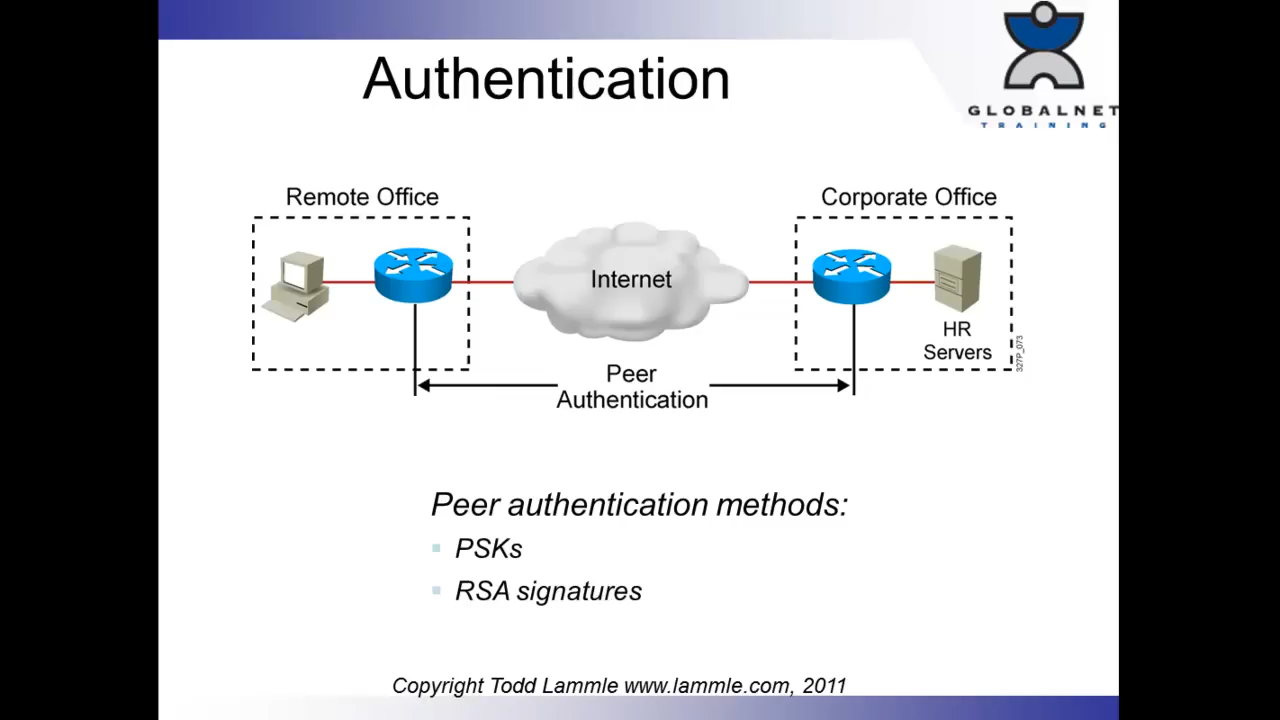 Authentication
GLOBALNET
TRAINING
Remote Office
Corporate Office
Internet
HR
Servers
327P_073
Peer
Authentication
Peer authentication methods:
PSKs
RSA signatures
Copyright Todd Lammle www.lammle.com, 2011